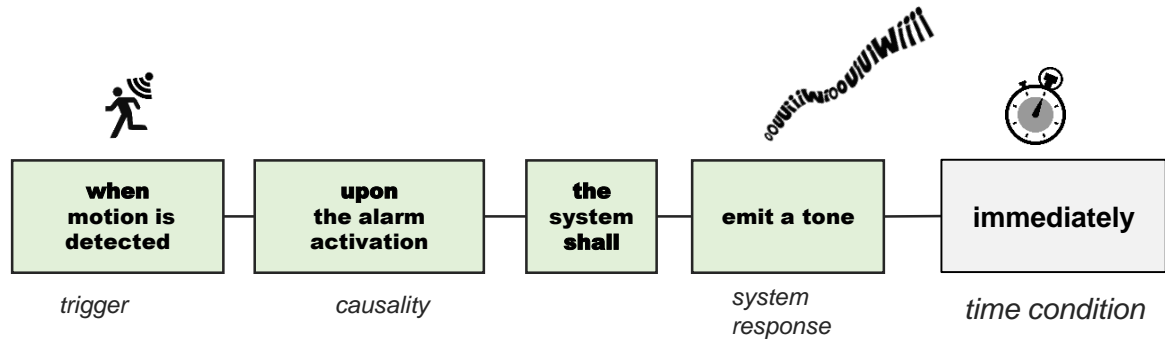 oouUiiiWiooUiUiWiiii
when
motion is
detected
upon
the alarm
activation
the
system
shall
emit a tone
immediately
trigger
causality
system
response
time condition